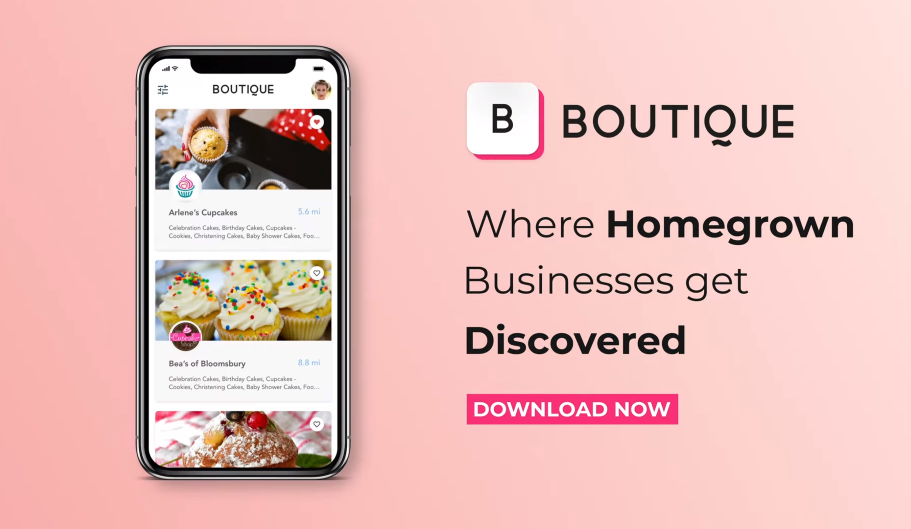 BOUTIQUE
Arlene's Cupcakes
5.6 mi
Celebration Cakes, Birthday Cakes, Cupcakes -
Cookies, Christening Cakes, Baby Shower Cakes, Foo...
Bea's of Bloomsbury
8.8 mi
Celebration Cakes, Birthday Cakes, Cupcakes -
Cookies, Christening Cakes, Baby Shower Cakes, Foo...
B
BOUTIQUE
Where Homegrown
Businesses get
Discovered
DOWNLOAD NOW